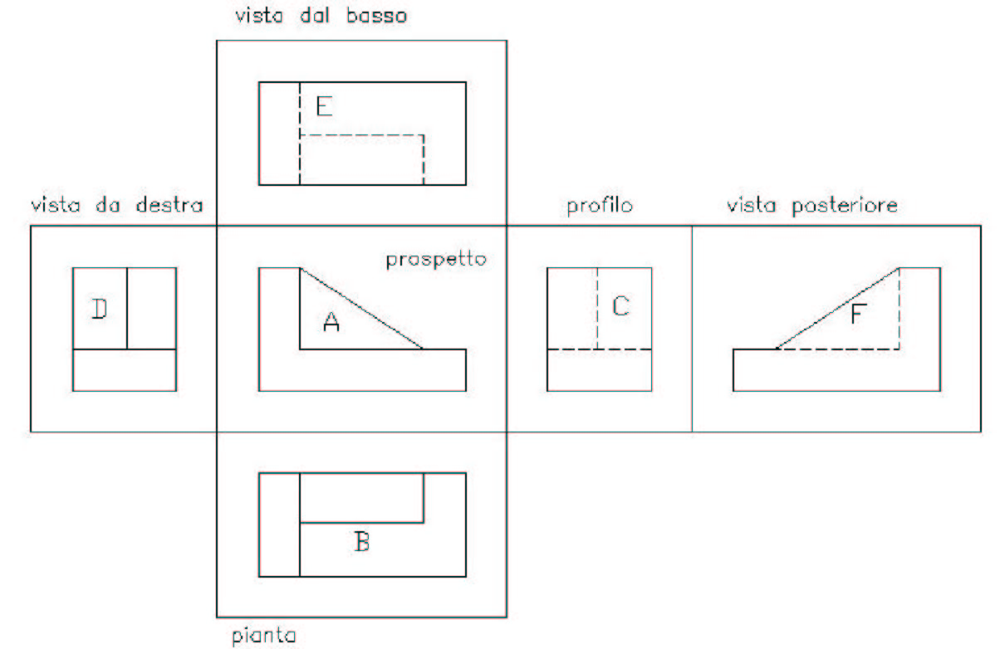 vista dal basso
E
vista da destra
profilo
vista posteriore
prospetto
D
A
C
F
B
pianta